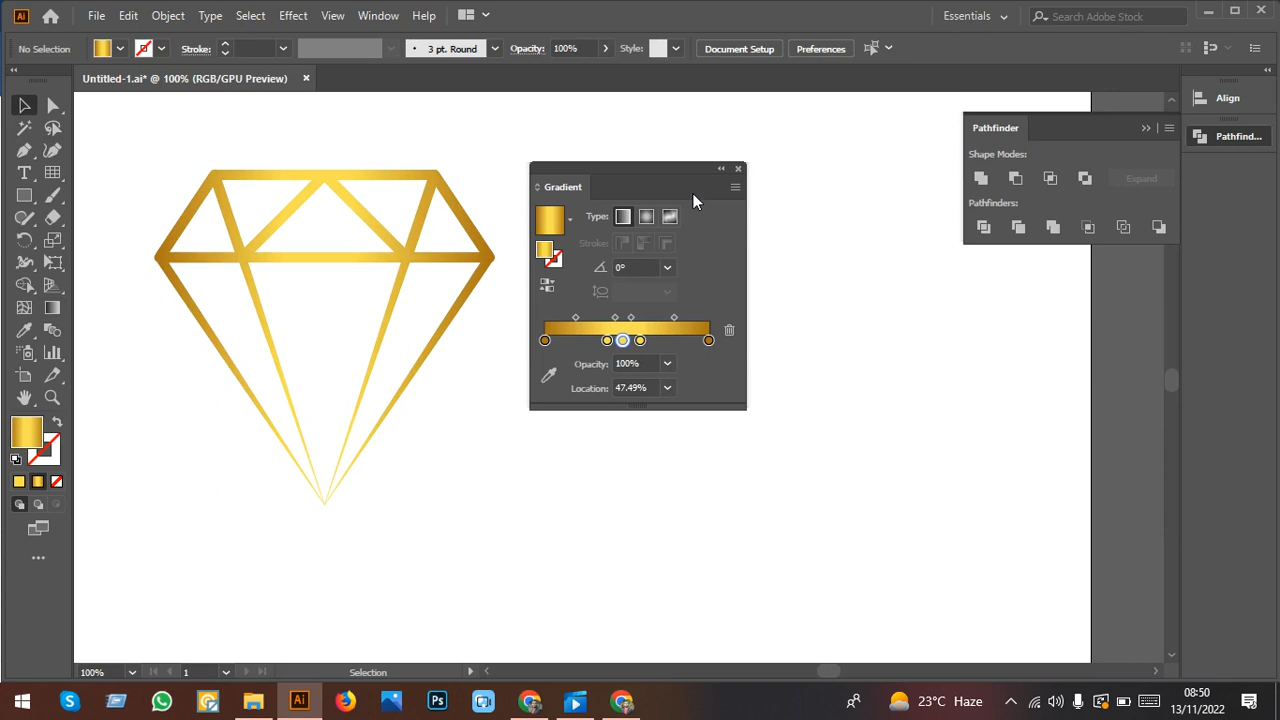 Ai File Edit Object Type Select Effect View Window Help Essentials Search Adobe Stock
No Selection Stroke: 3 pt. Round Opacity: 100% Style: Document Setup Preferences
Untitled-1.ai* @ 100% (RGB/GPU Preview)
Align
Pathfind...
Pathfinder
Shape Modes:
Expand
Pathfinders:
Gradient
Type:
Stroke:
0°
Opacity: 100%
Location: 47.49%
100% 1 Selection
Ai Ps 23°C Haze 08:50
13/11/2022